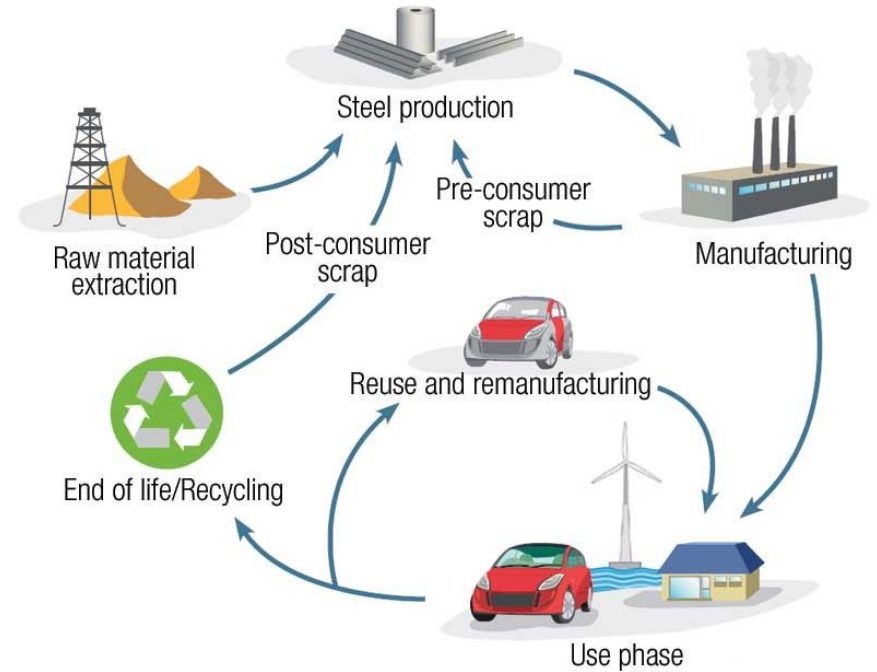 Steel production
Pre-consumer
scrap
Manufacturing
Raw material
extraction
Post-consumer
scrap
Reuse and remanufacturing
End of life/Recycling
Use phase